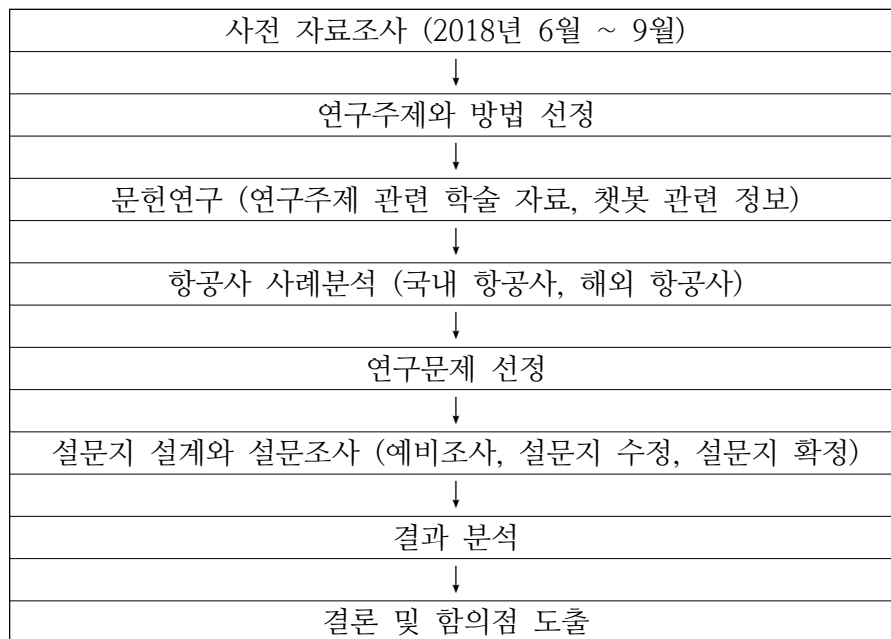 사전 자료조사 (2018년 6월 ~ 9월)
↓
연구주제와 방법 선정
↓
문헌연구 (연구주제 관련 학술 자료, 챗봇 관련 정보)
↓
항공사 사례분석 (국내 항공사, 해외 항공사)
↓
연구문제 선정
↓
설문지 설계와 설문조사 (예비조사, 설문지 수정, 설문지 확정)
↓
결과 분석
↓
결론 및 함의점 도출